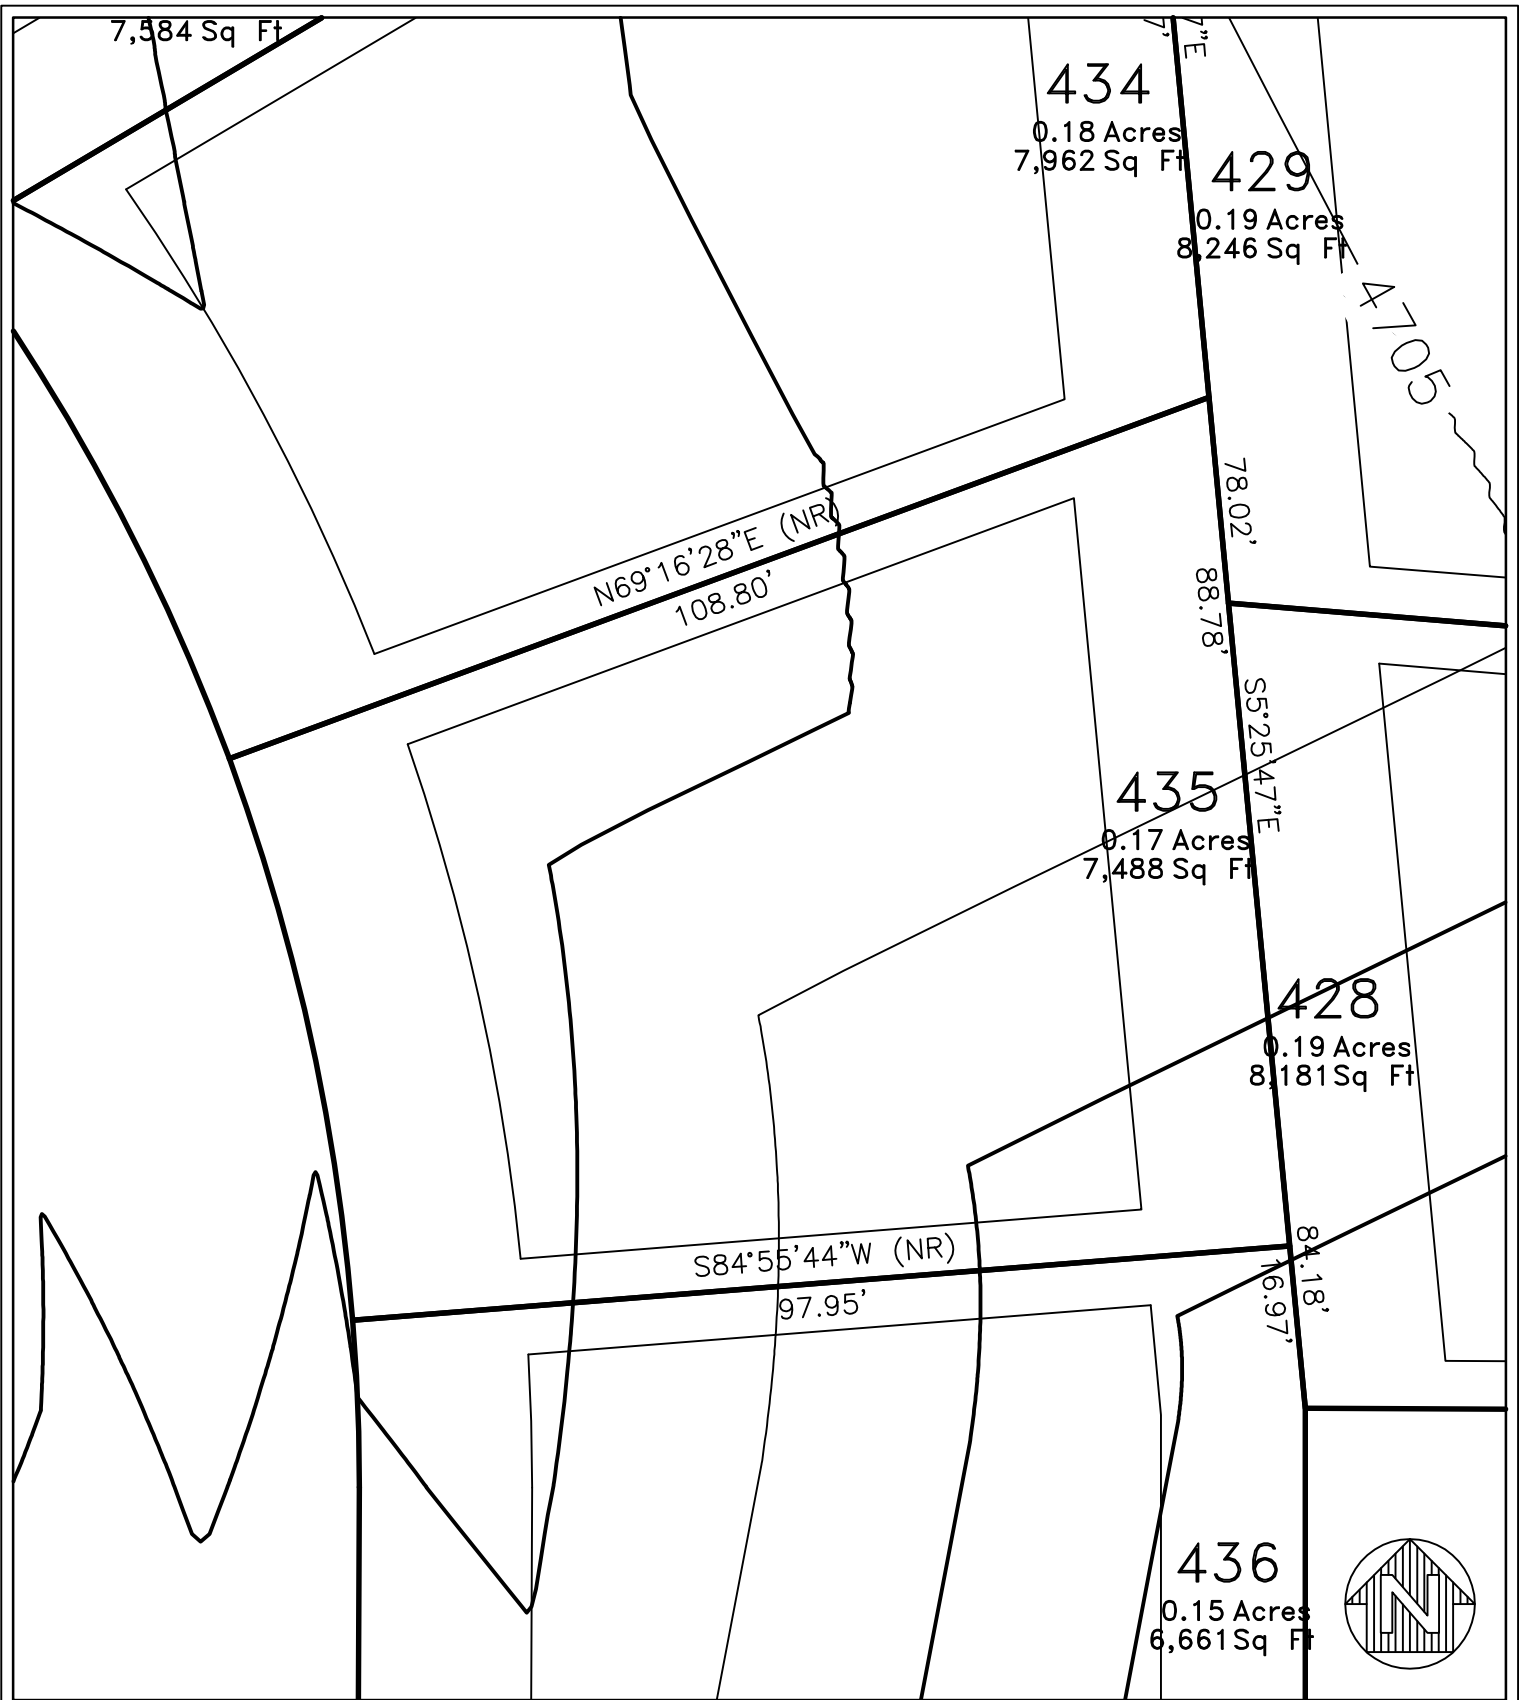 7,584 Sq Ft
7'
7"E
434
0.18 Acres
7,962 Sq Ft
429
0.19 Acres
8,246 Sq Ft
4705
78.02'
N69°16'28"E (NR)
108.80'
88.78'
S5°25'47"E
435
0.17 Acres
7,488 Sq Ft
428
0.19 Acres
8,181 Sq Ft
S84°55'44"W (NR)
97.95'
84.18'
16.97'
436
0.15 Acres
6,661 Sq Ft
N